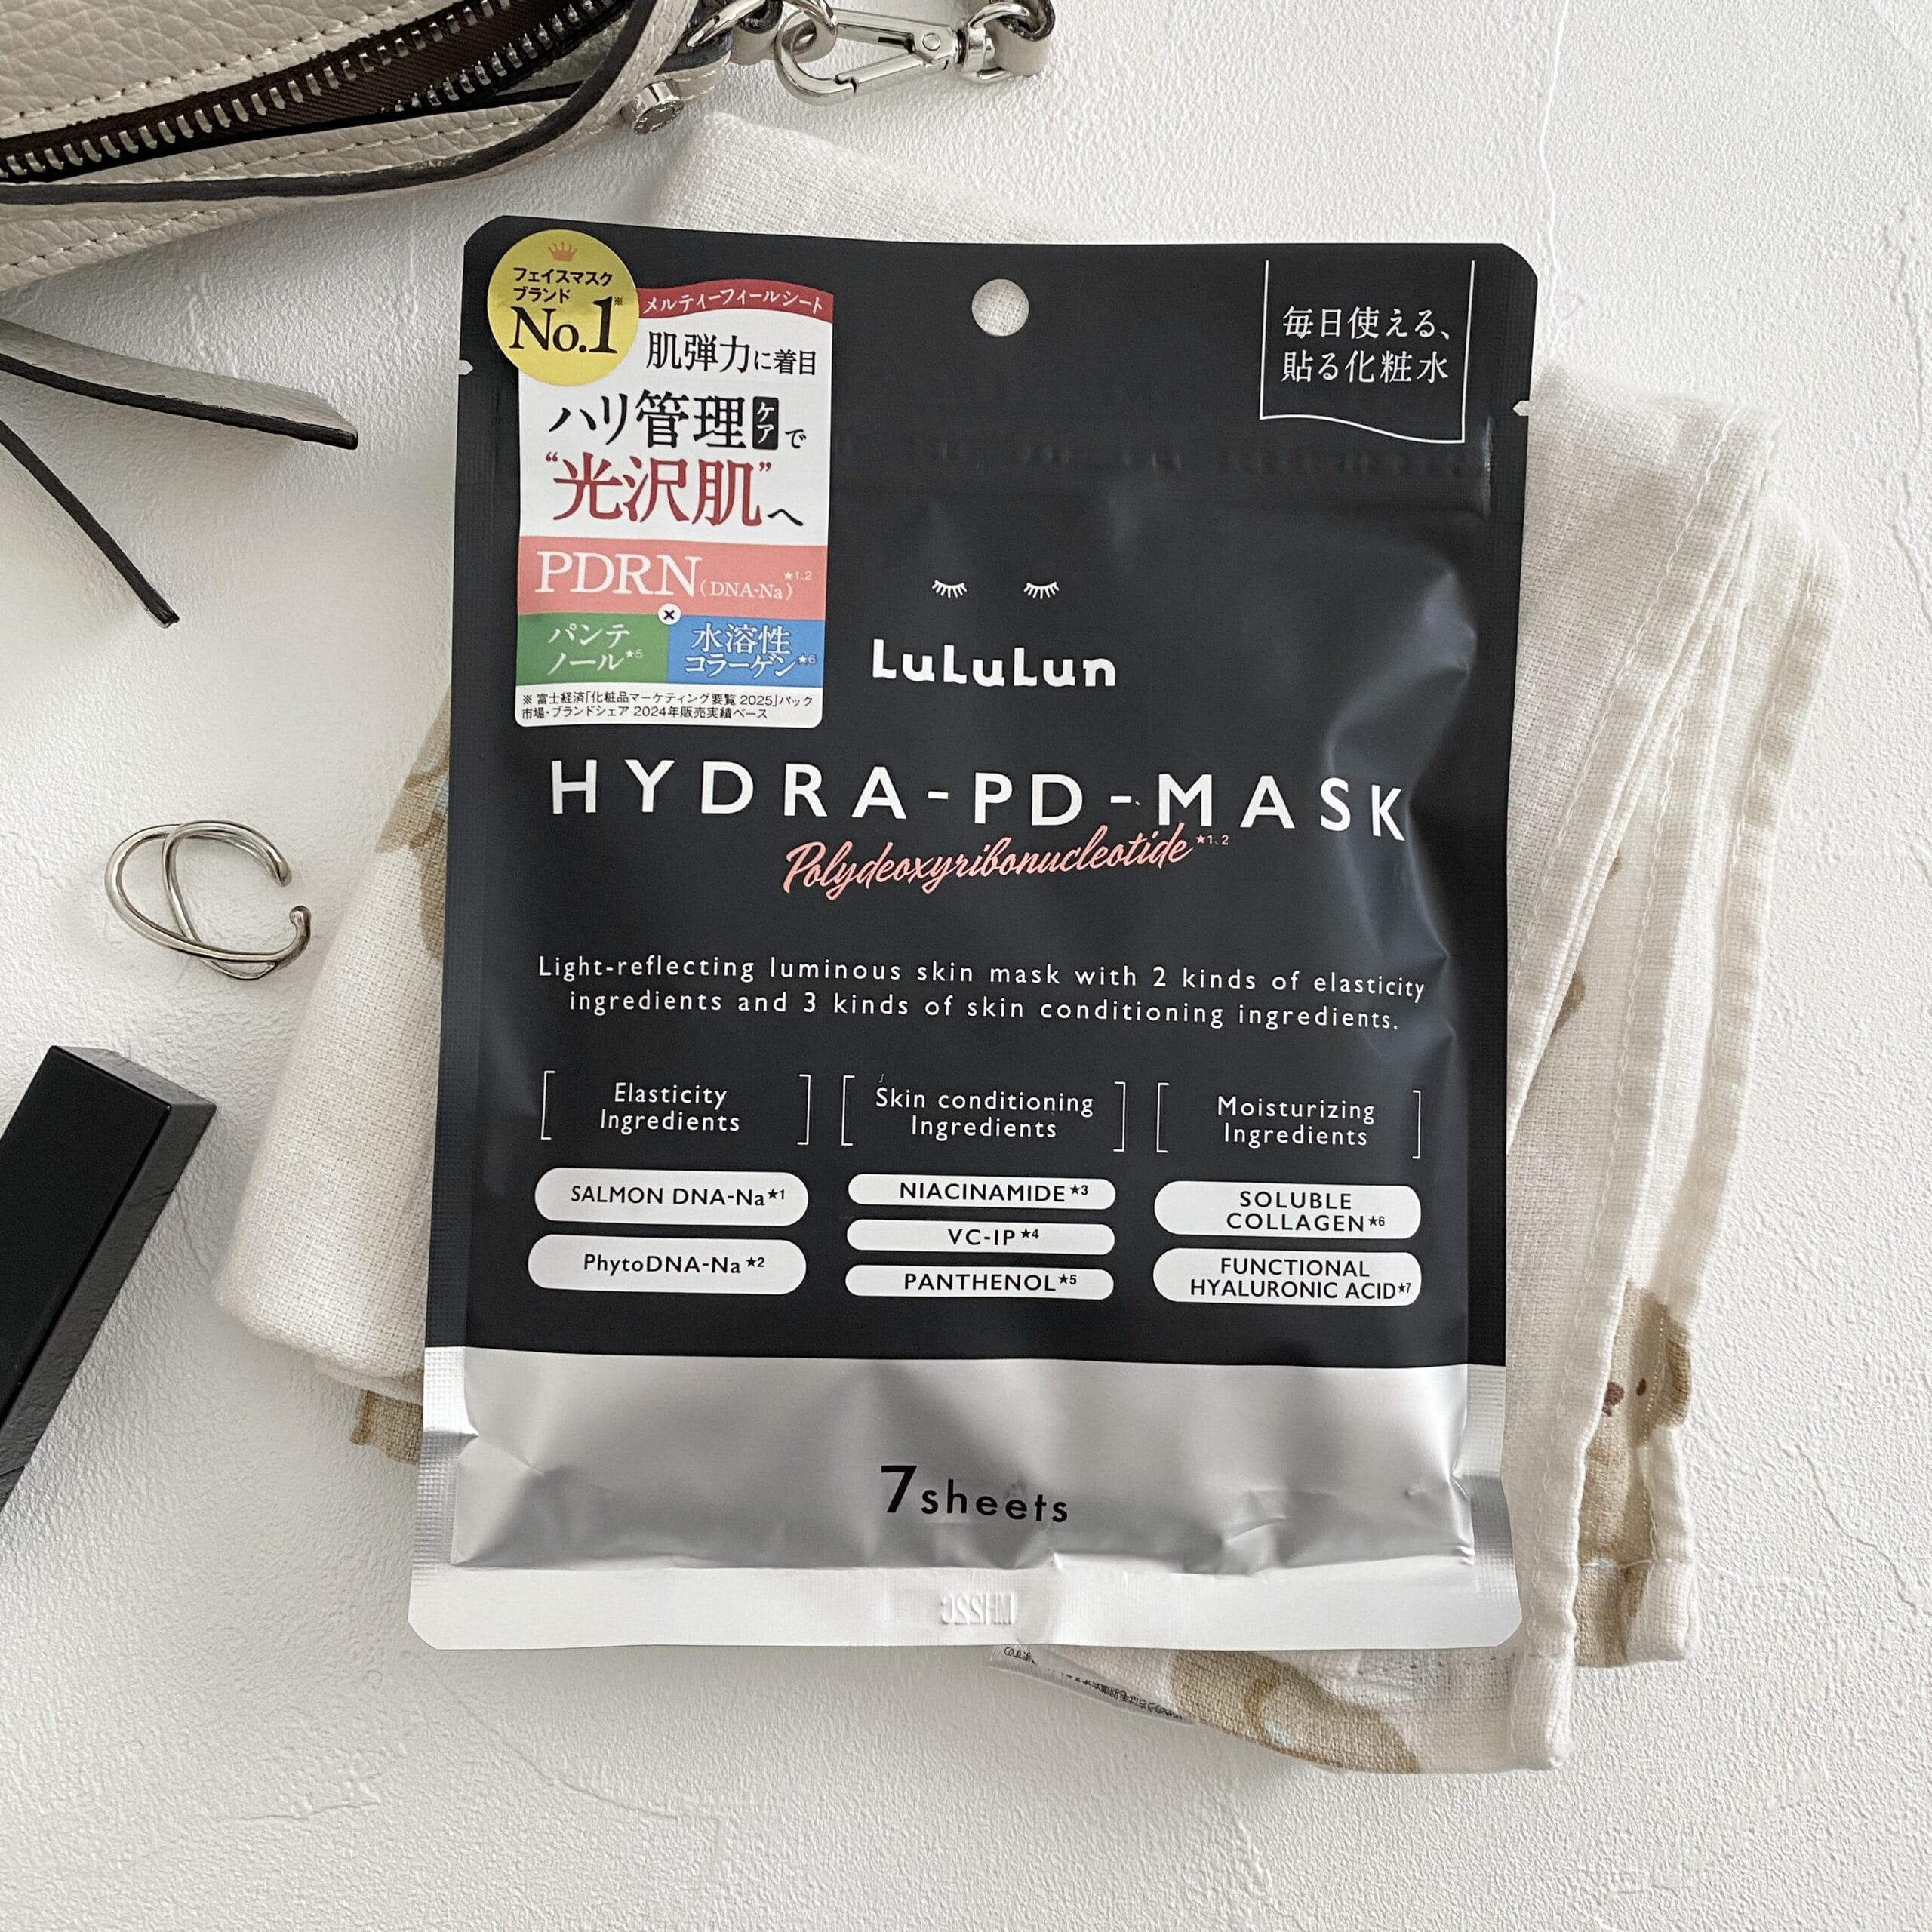 フェイスマスク
ブランド
No.1※
メルティーフィールシート
肌弾力に着目
ハリ管理ケアで
“光沢肌”へ
PDRN(DNA-Na)★1,2
×
パンテ
ノール★5
水溶性
コラーゲン★6
※ 富士経済「化粧品マーケティング要覧 2025」パック
市場・ブランドシェア 2024年販売実績ベース
毎日使える、
貼る化粧水
LuLuLun
HYDRA-PD-MASK
Polydeoxyribonucleotide★1,2
Light-reflecting luminous skin mask with 2 kinds of elasticity
ingredients and 3 kinds of skin conditioning ingredients.
Elasticity
Ingredients
SALMON DNA-Na★1
PhytoDNA-Na★2
Skin conditioning
Ingredients
NIACINAMIDE★3
VC-IP★4
PANTHENOL★5
Moisturizing
Ingredients
SOLUBLE
COLLAGEN★6
FUNCTIONAL
HYALURONIC ACID★7
7sheets